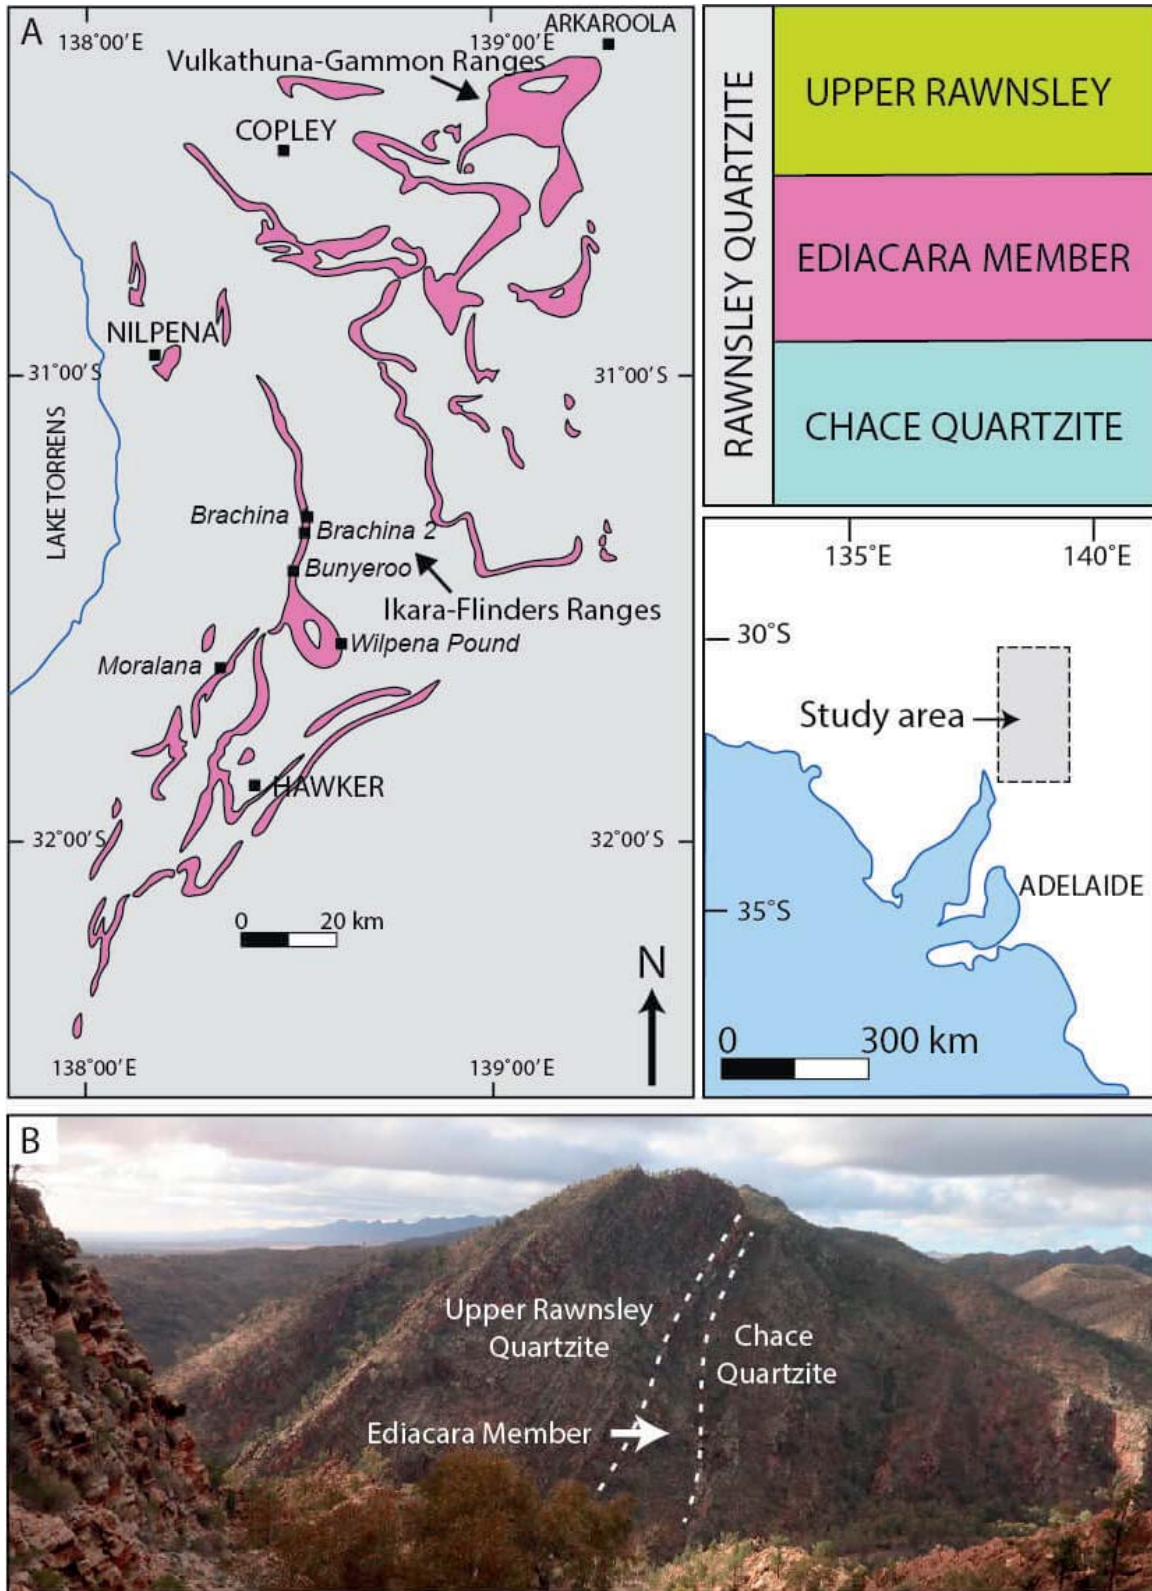 A
138°00'E
139°00'E
ARKAROOLA
Vulkathuna-Gammon Ranges
COPLEY
NILPENA
31°00'S
31°00'S
LAKE TORRENS
Brachina
Brachina 2
Bunyeroo
Ikara-Flinders Ranges
Wilpena Pound
Moralana
HAWKER
32°00'S
32°00'S
0 20 km
N
138°00'E
139°00'E
RAWNSLEY QUARTZITE
UPPER RAWNSLEY
EDIACARA MEMBER
CHACE QUARTZITE
135°E
140°E
30°S
Study area
ADELAIDE
35°S
0 300 km
B
Upper Rawnsley
Quartzite
Chace
Quartzite
Ediacara Member